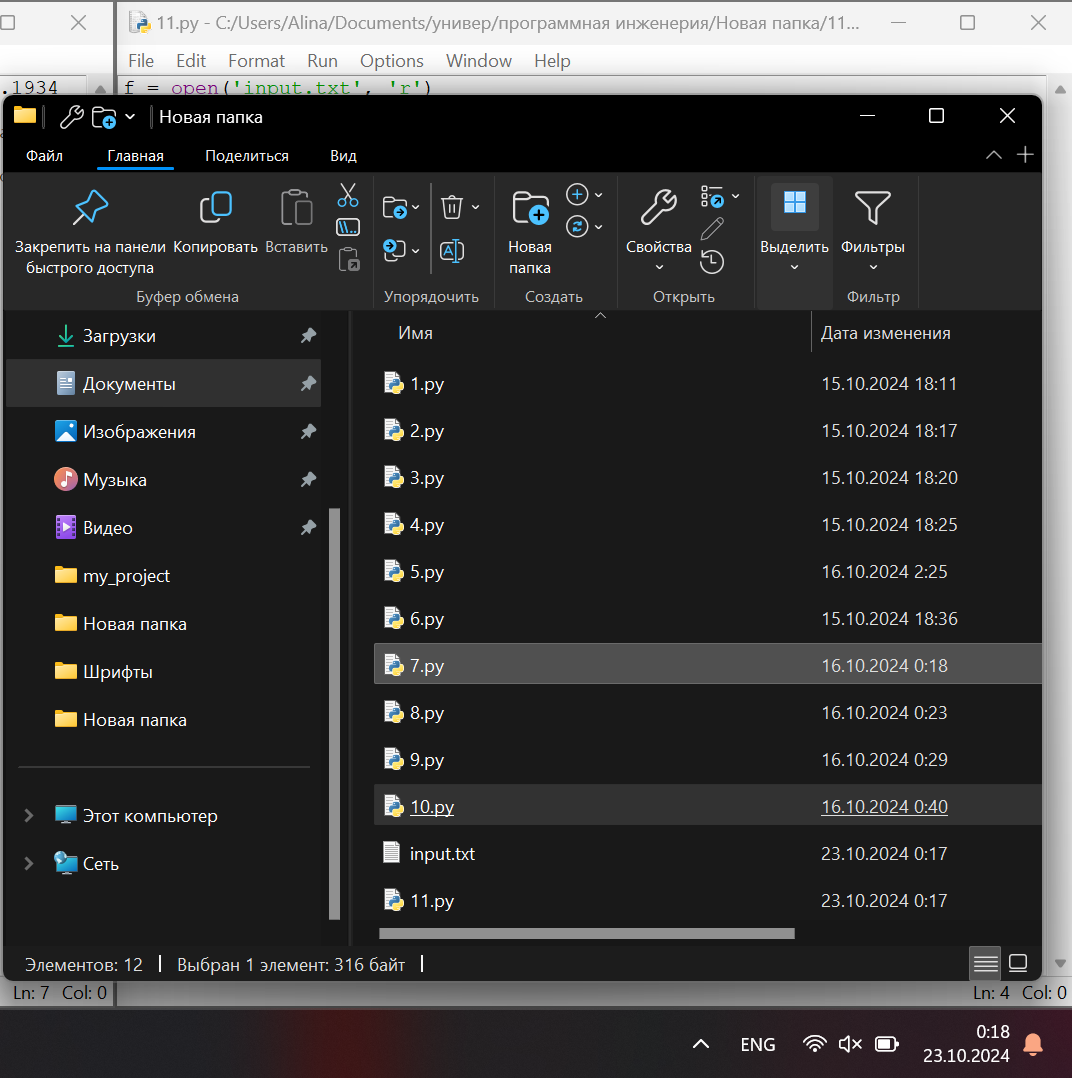 11.py - C:/Users/Alina/Documents/универ/программная инженерия/Новая папка/11...
File Edit Format Run Options Window Help
.1934
f = open('input.txt', 'r')
Новая папка
Файл Главная Поделиться Вид
Закрепить на панели быстрого доступа
Копировать
Вставить
Буфер обмена
Упорядочить
Новая папка
Создать
Свойства
Открыть
Выделить
Фильтры
Фильтр
Загрузки
Документы
Изображения
Музыка
Видео
my_project
Новая папка
Шрифты
Новая папка
Этот компьютер
Сеть
Имя Дата изменения
1.py 15.10.2024 18:11
2.py 15.10.2024 18:17
3.py 15.10.2024 18:20
4.py 15.10.2024 18:25
5.py 16.10.2024 2:25
6.py 15.10.2024 18:36
7.py 16.10.2024 0:18
8.py 16.10.2024 0:23
9.py 16.10.2024 0:29
10.py 16.10.2024 0:40
input.txt 23.10.2024 0:17
11.py 23.10.2024 0:17
Элементов: 12 Выбран 1 элемент: 316 байт
Ln: 7 Col: 0
Ln: 4 Col: 0
ENG
0:18
23.10.2024